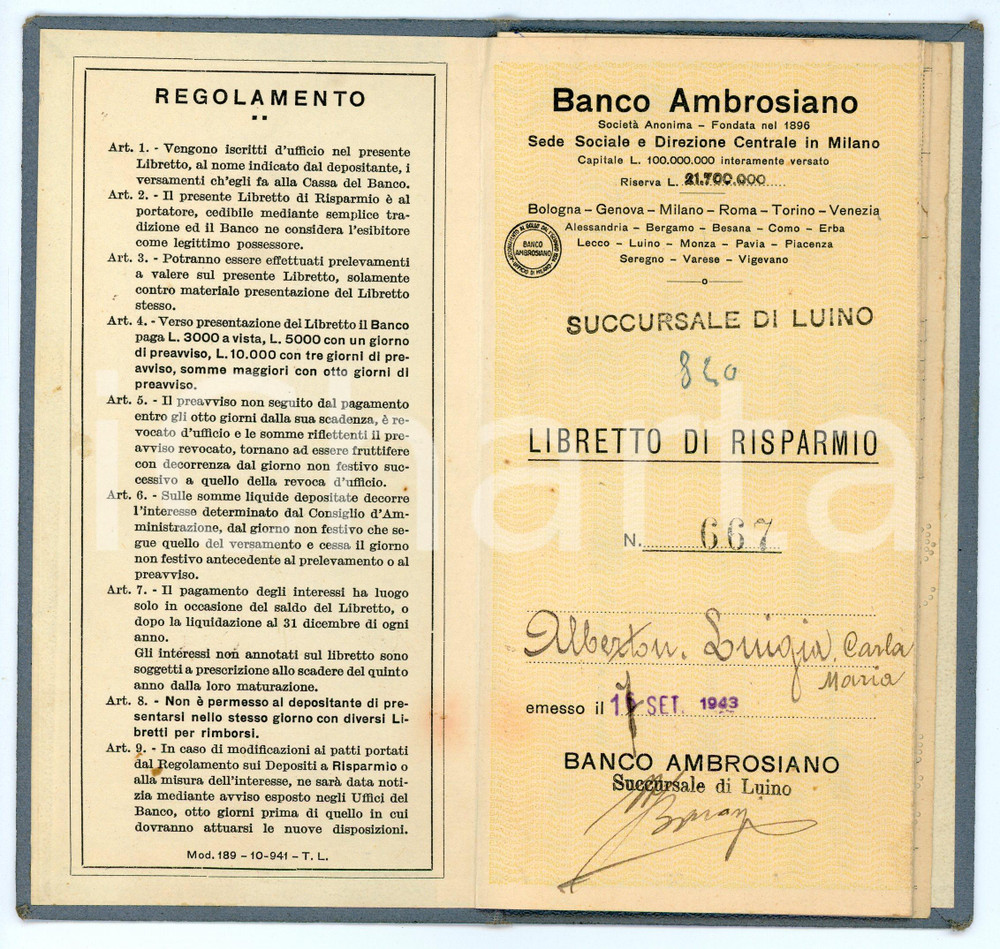 REGOLAMENTO
Art. 1. - Vengono iscritti d'ufficio nel presente
Libretto, al nome indicato dal depositante, i
versamenti ch'egli fa alla Cassa del Banco.
Art. 2. - Il presente Libretto di Risparmio è al
portatore, cedibile mediante semplice tra-
dizione ed il Banco ne considera l'esibitore
come legittimo possessore.
Art. 3. - Potranno essere effettuati prelevamenti
a valere sul presente Libretto, solamente
contro materiale presentazione del Libretto
stesso.
Art. 4. - Verso presentazione del Libretto il Banco
paga L. 3000 a vista, L. 5000 con un giorno
di preavviso, L. 10.000 con tre giorni di pre-
avviso, somme maggiori con otto giorni di
preavviso.
Art. 5. - Il preavviso non seguito dal pagamento
entro gli otto giorni dalla sua scadenza, è re-
vocato d'ufficio e le somme riflettenti il pre-
avviso revocato, tornano ad essere fruttifere
con decorrenza dal giorno non festivo suc-
cessivo a quello della revoca d'ufficio.
Art. 6. - Sulle somme liquide depositate decorre
l'interesse determinato dal Consiglio d'Am-
ministrazione, dal giorno non festivo che se-
gue quello del versamento e cessa il giorno
non festivo antecedente al prelevamento o al
preavviso.
Art. 7. - Il pagamento degli interessi ha luogo
solo in occasione del saldo del Libretto, o
dopo la liquidazione al 31 dicembre di ogni
anno.
Gli intèressi non annotati sul libretto sono
soggetti a prescrizione allo scadere del quinto
anno dalla loro maturazione.
Art. 8. - Non è permesso al depositante di pre-
sentarsi nello stesso giorno con diversi Li-
bretti per rimborsi.
Art. 9. - In caso di modificazioni ai patti portati
dal Regolamento sui Depositi a Risparmio o
alla misura dell'interesse, ne sarà data noti-
zia mediante avviso esposto negli Uffici del
Banco, otto giorni prima di quello in cui
dovranno attuarsi le nuove disposizioni.
Mod. 189 - 10-941 - T. L.
Banco Ambrosiano
Società Anonima - Fondata nel 1896
Sede Sociale e Direzione Centrale in Milano
Capitale L. 100.000.000 interamente versato
Riserva L. 21.700.000
Bologna - Genova - Milano - Roma - Torino - Venezia
Alessandria - Bergamo - Besana - Como - Erba
Lecco - Luino - Monza - Pavia - Piacenza
Seregno - Varese - Vigevano
BANCO
AMBROSIANO
SUCCURSALE DI LUINO
820
LIBRETTO DI RISPARMIO
N. 667
Alberton. Luigia. Carla
Maria
emesso il 17 SET. 1943
BANCO AMBROSIANO
Succursale di Luino
iCharta